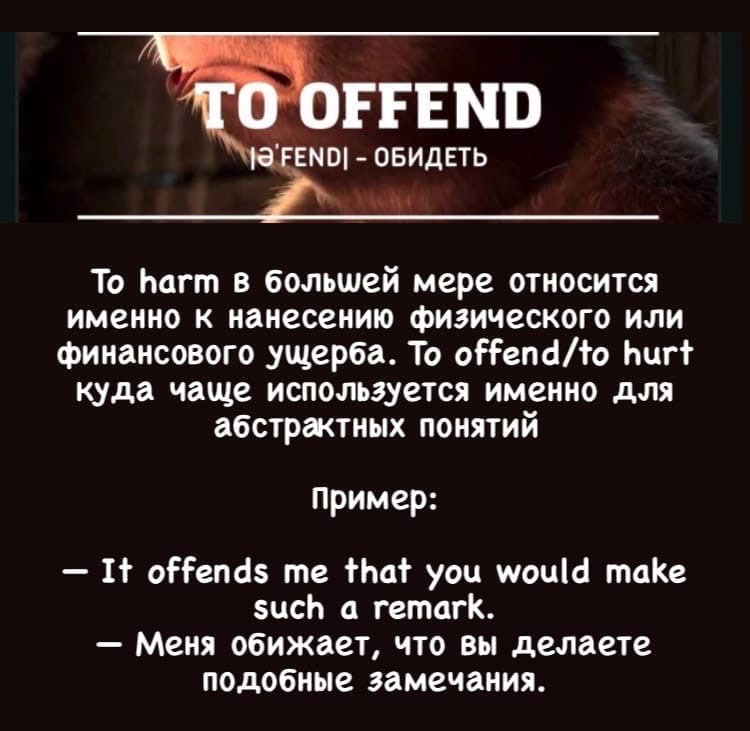 TO OFFEND
|Ə'FEND| – ОБИДЕТЬ
To harm в большей мере относится
именно к нанесению физического или
финансового ущерба. To offend/to hurt
куда чаще используется именно для
абстрактных понятий
Пример:
— It offends me that you would make
such a remark.
— Меня обижает, что вы делаете
подобные замечания.